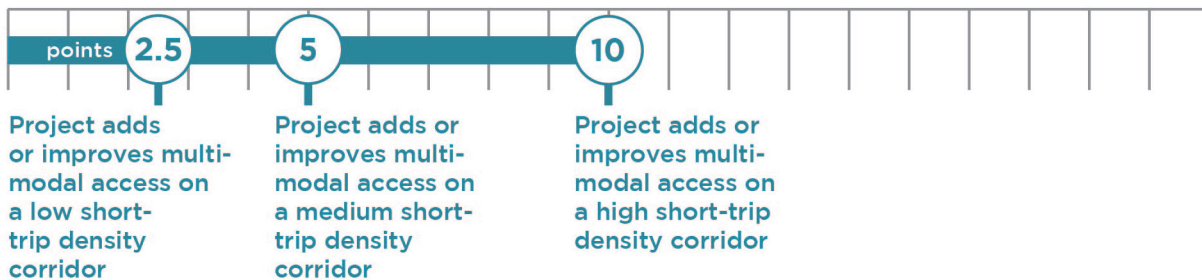 points 2.5 5 10
Project adds
or improves multi-
modal access on
a low short-
trip density
corridor
Project adds or
improves multi-
modal access on
a medium short-
trip density
corridor
Project adds or
improves multi-
modal access on
a high short-trip
density corridor